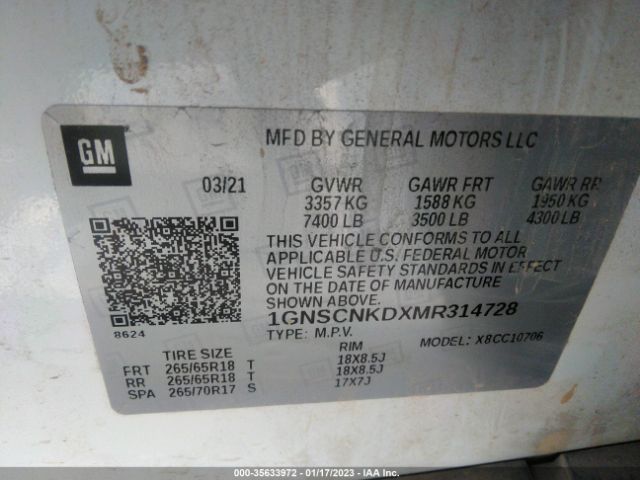 GM
MFD BY GENERAL MOTORS LLC
03/21 GVWR GAWR FRT GAWR RR
3357 KG 1588 KG 1950 KG
7400 LB 3500 LB 4300 LB
THIS VEHICLE CONFORMS TO ALL
APPLICABLE U.S. FEDERAL MOTOR
VEHICLE SAFETY STANDARDS IN EFFECT
ON THE DATE OF MANUFACTURE
SHOWN ABOVE.
1GNSCNKDXMR314728
8624
TYPE: M.P.V. MODEL: X8CC10706
TIRE SIZE RIM
FRT 265/65R18 T 18X8.5J
RR 265/65R18 T 18X8.5J
SPA 265/70R17 S 17X7J
000-35633972 — 01/17/2023 — IAA Inc.